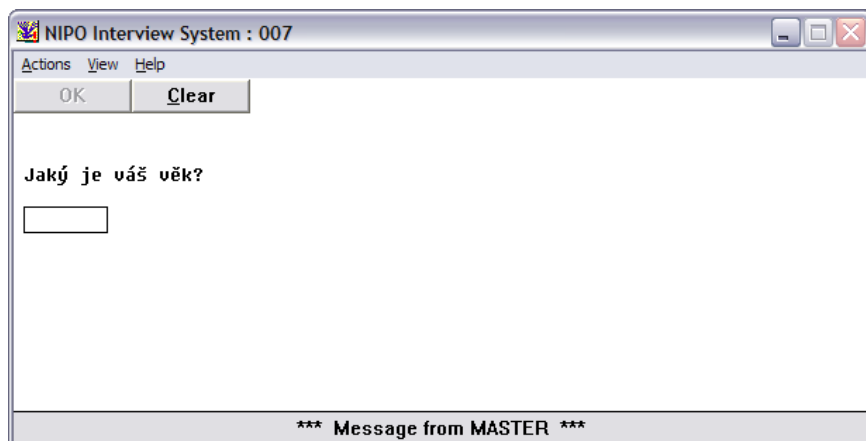 NIPO Interview System : 007
Actions View Help
OK Clear
Jaký je váš věk?
*** Message from MASTER ***